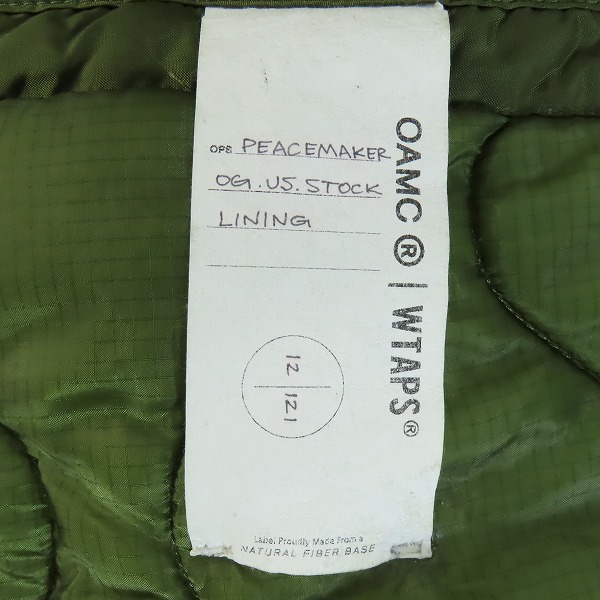 OPS PEACEMAKER
OG. US. STOCK
LINING
OAMC ® | WTAPS®
12
121
Label Proudly Made From a
NATURAL FIBER BASE